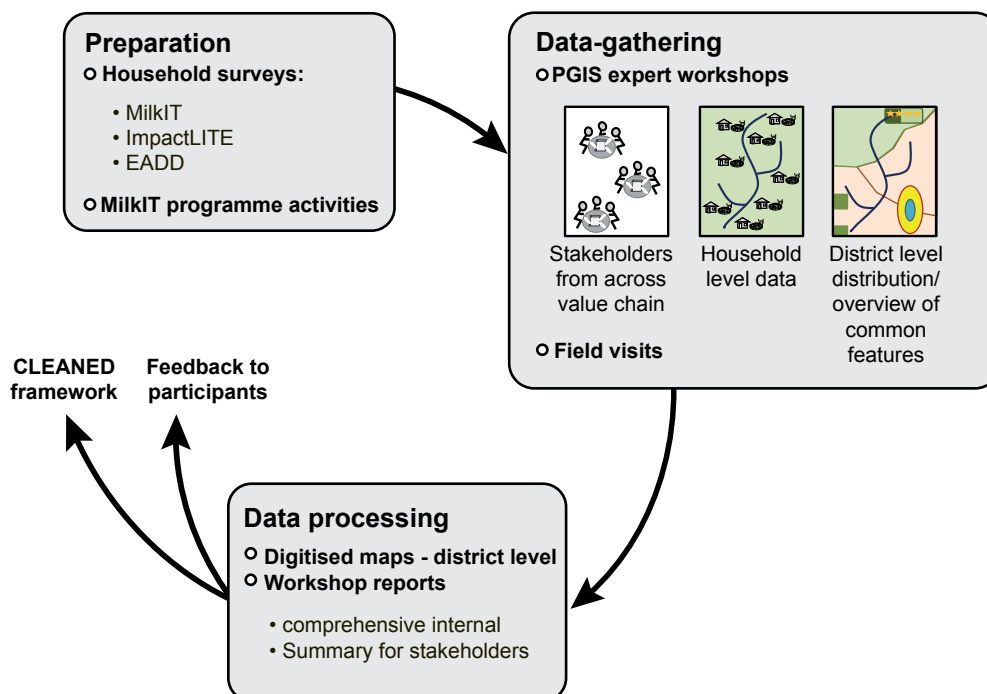 Preparation
Household surveys:
• MilkIT
• ImpactLITE
• EADD
MilkIT programme activities
Data-gathering
PGIS expert workshops
Stakeholders
from across
value chain
Household
level data
District level
distribution/
overview of
common
features
Field visits
CLEANED
framework
Feedback to
participants
Data processing
Digitised maps - district level
Workshop reports
• comprehensive internal
• Summary for stakeholders